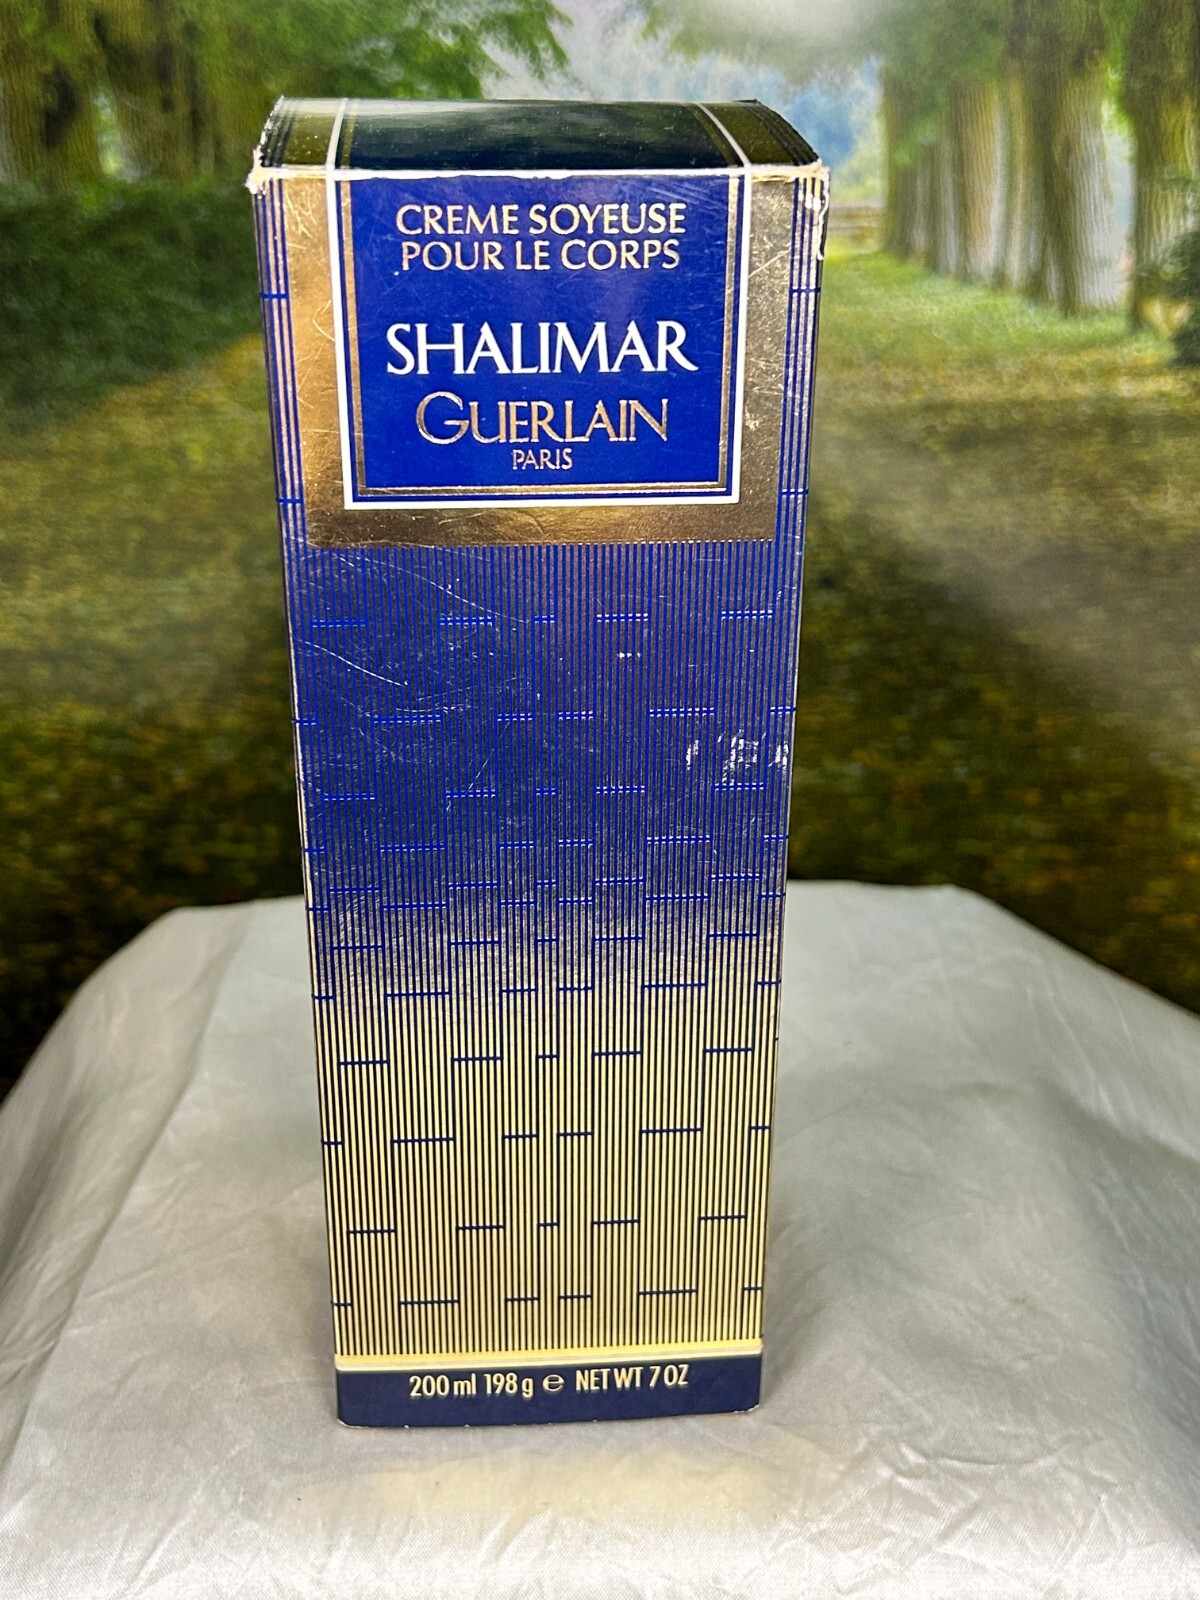 CREME SOYEUSE
POUR LE CORPS
SHALIMAR
GUERLAIN
PARIS
200 ml 198 g ℮ NET WT 7 OZ